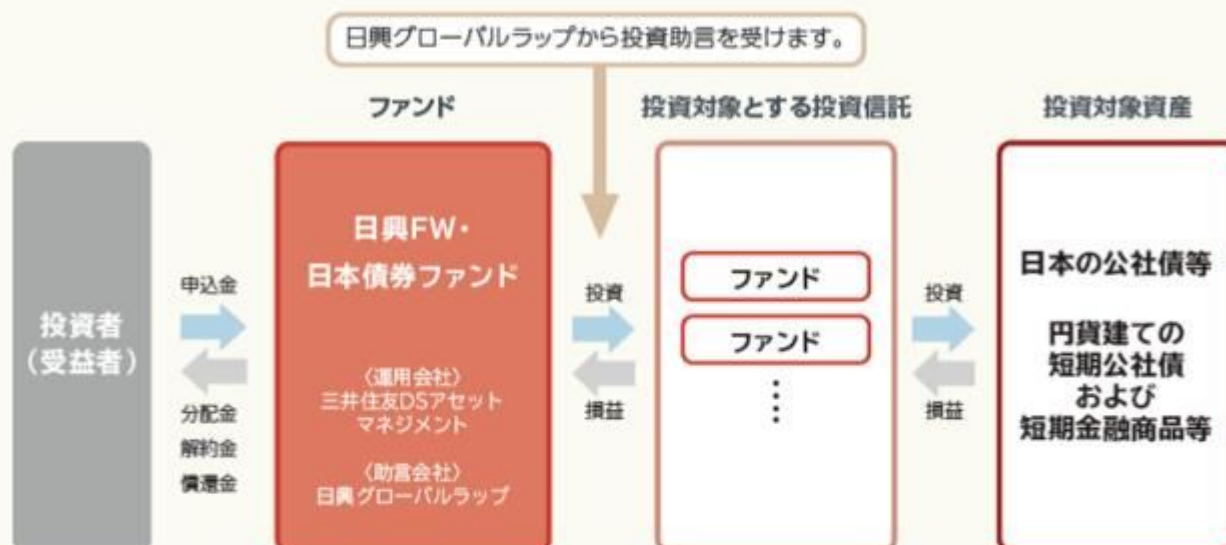 日興グローバルラップから投資助言を受けます。
ファンド
投資対象とする投資信託
投資対象資産
投資者
(受益者)
申込金
分配金
解約金
償還金
日興FW・
日本債券ファンド
〈運用会社〉
三井住友DSアセット
マネジメント
〈助言会社〉
日興グローバルラップ
投資
損益
ファンド
ファンド
投資
損益
日本の公社債等
円貨建ての
短期公社債
および
短期金融商品等